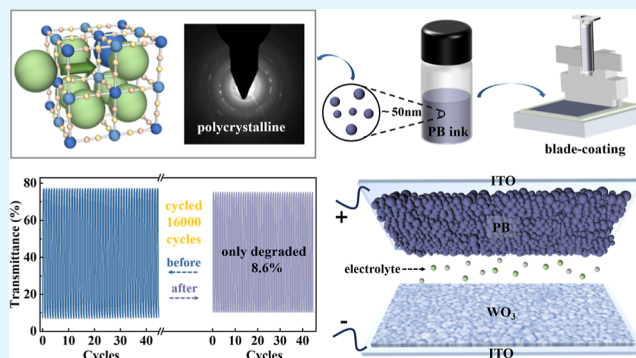 polycrystalline
~ 50nm
PB ink
blade-coating
Transmittance (%)
80
60
40
20
0
cycled
16000
cycles
before
after
only degraded
8.6%
0 10 20 30 40
0 10 20 30 40
Cycles
Cycles
ITO
+
PB
electrolyte
WO₃
-
ITO